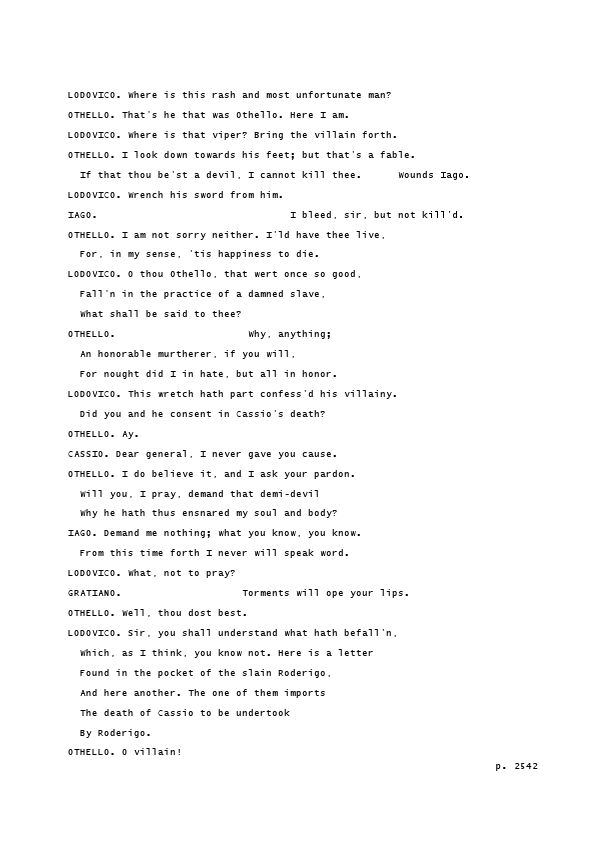 LODOVICO. Where is this rash and most unfortunate man?
OTHELLO. That's he that was Othello. Here I am.
LODOVICO. Where is that viper? Bring the villain forth.
OTHELLO. I look down towards his feet; but that's a fable.
If that thou be'st a devil, I cannot kill thee. Wounds Iago.
LODOVICO. Wrench his sword from him.
IAGO. I bleed, sir, but not kill'd.
OTHELLO. I am not sorry neither. I'ld have thee live,
For, in my sense, 'tis happiness to die.
LODOVICO. O thou Othello, that wert once so good,
Fall'n in the practice of a damned slave,
What shall be said to thee?
OTHELLO. Why, anything;
An honorable murtherer, if you will,
For nought did I in hate, but all in honor.
LODOVICO. This wretch hath part confess'd his villainy.
Did you and he consent in Cassio's death?
OTHELLO. Ay.
CASSIO. Dear general, I never gave you cause.
OTHELLO. I do believe it, and I ask your pardon.
Will you, I pray, demand that demi-devil
Why he hath thus ensnared my soul and body?
IAGO. Demand me nothing; what you know, you know.
From this time forth I never will speak word.
LODOVICO. What, not to pray?
GRATIANO. Torments will ope your lips.
OTHELLO. Well, thou dost best.
LODOVICO. Sir, you shall understand what hath befall'n,
Which, as I think, you know not. Here is a letter
Found in the pocket of the slain Roderigo,
And here another. The one of them imports
The death of Cassio to be undertook
By Roderigo.
OTHELLO. O villain!
p. 2542